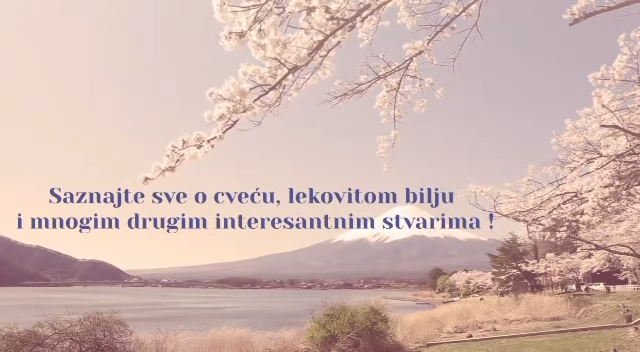 Saznajte sve o cveću, lekovitom bilju
i mnogim drugim interesantnim stvarima !